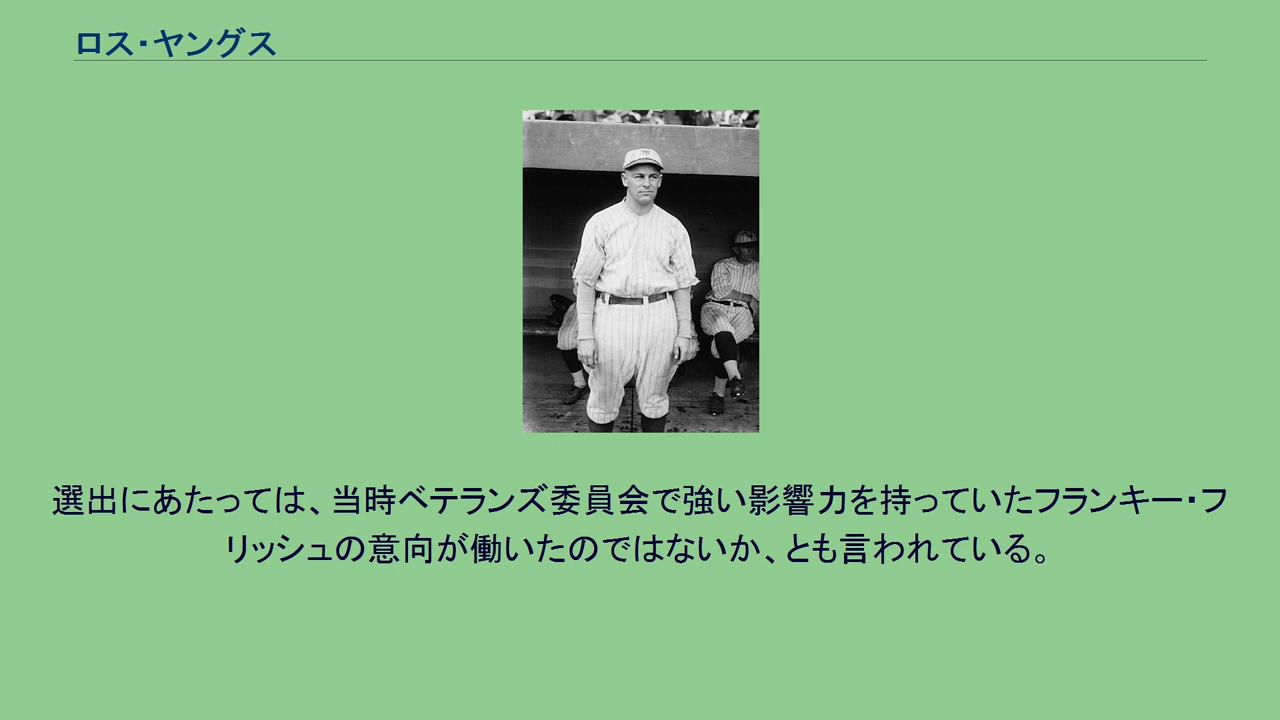 ロス・ヤングス
選出にあたっては、当時ベテランズ委員会で強い影響力を持っていたフランキー・フ
リッシュの意向が働いたのではないか、とも言われている。